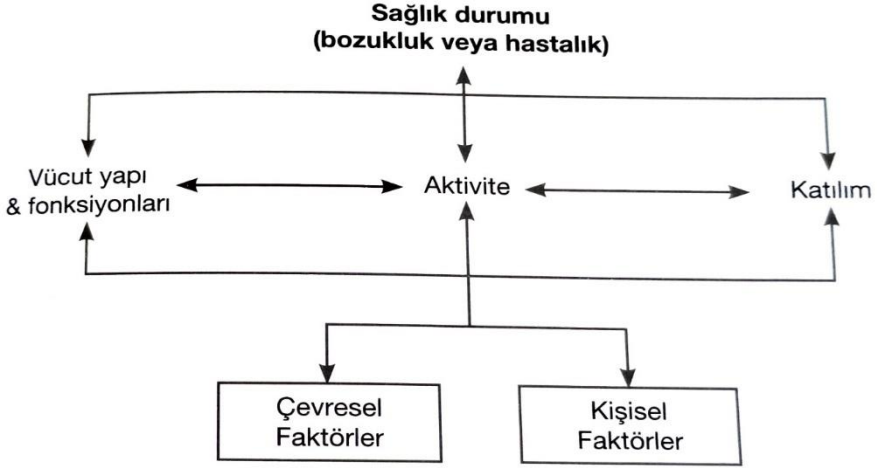 Sağlık durumu
(bozukluk veya hastalık)
Vücut yapı
& fonksiyonları
Aktivite
Katılım
Çevresel
Faktörler
Kişisel
Faktörler